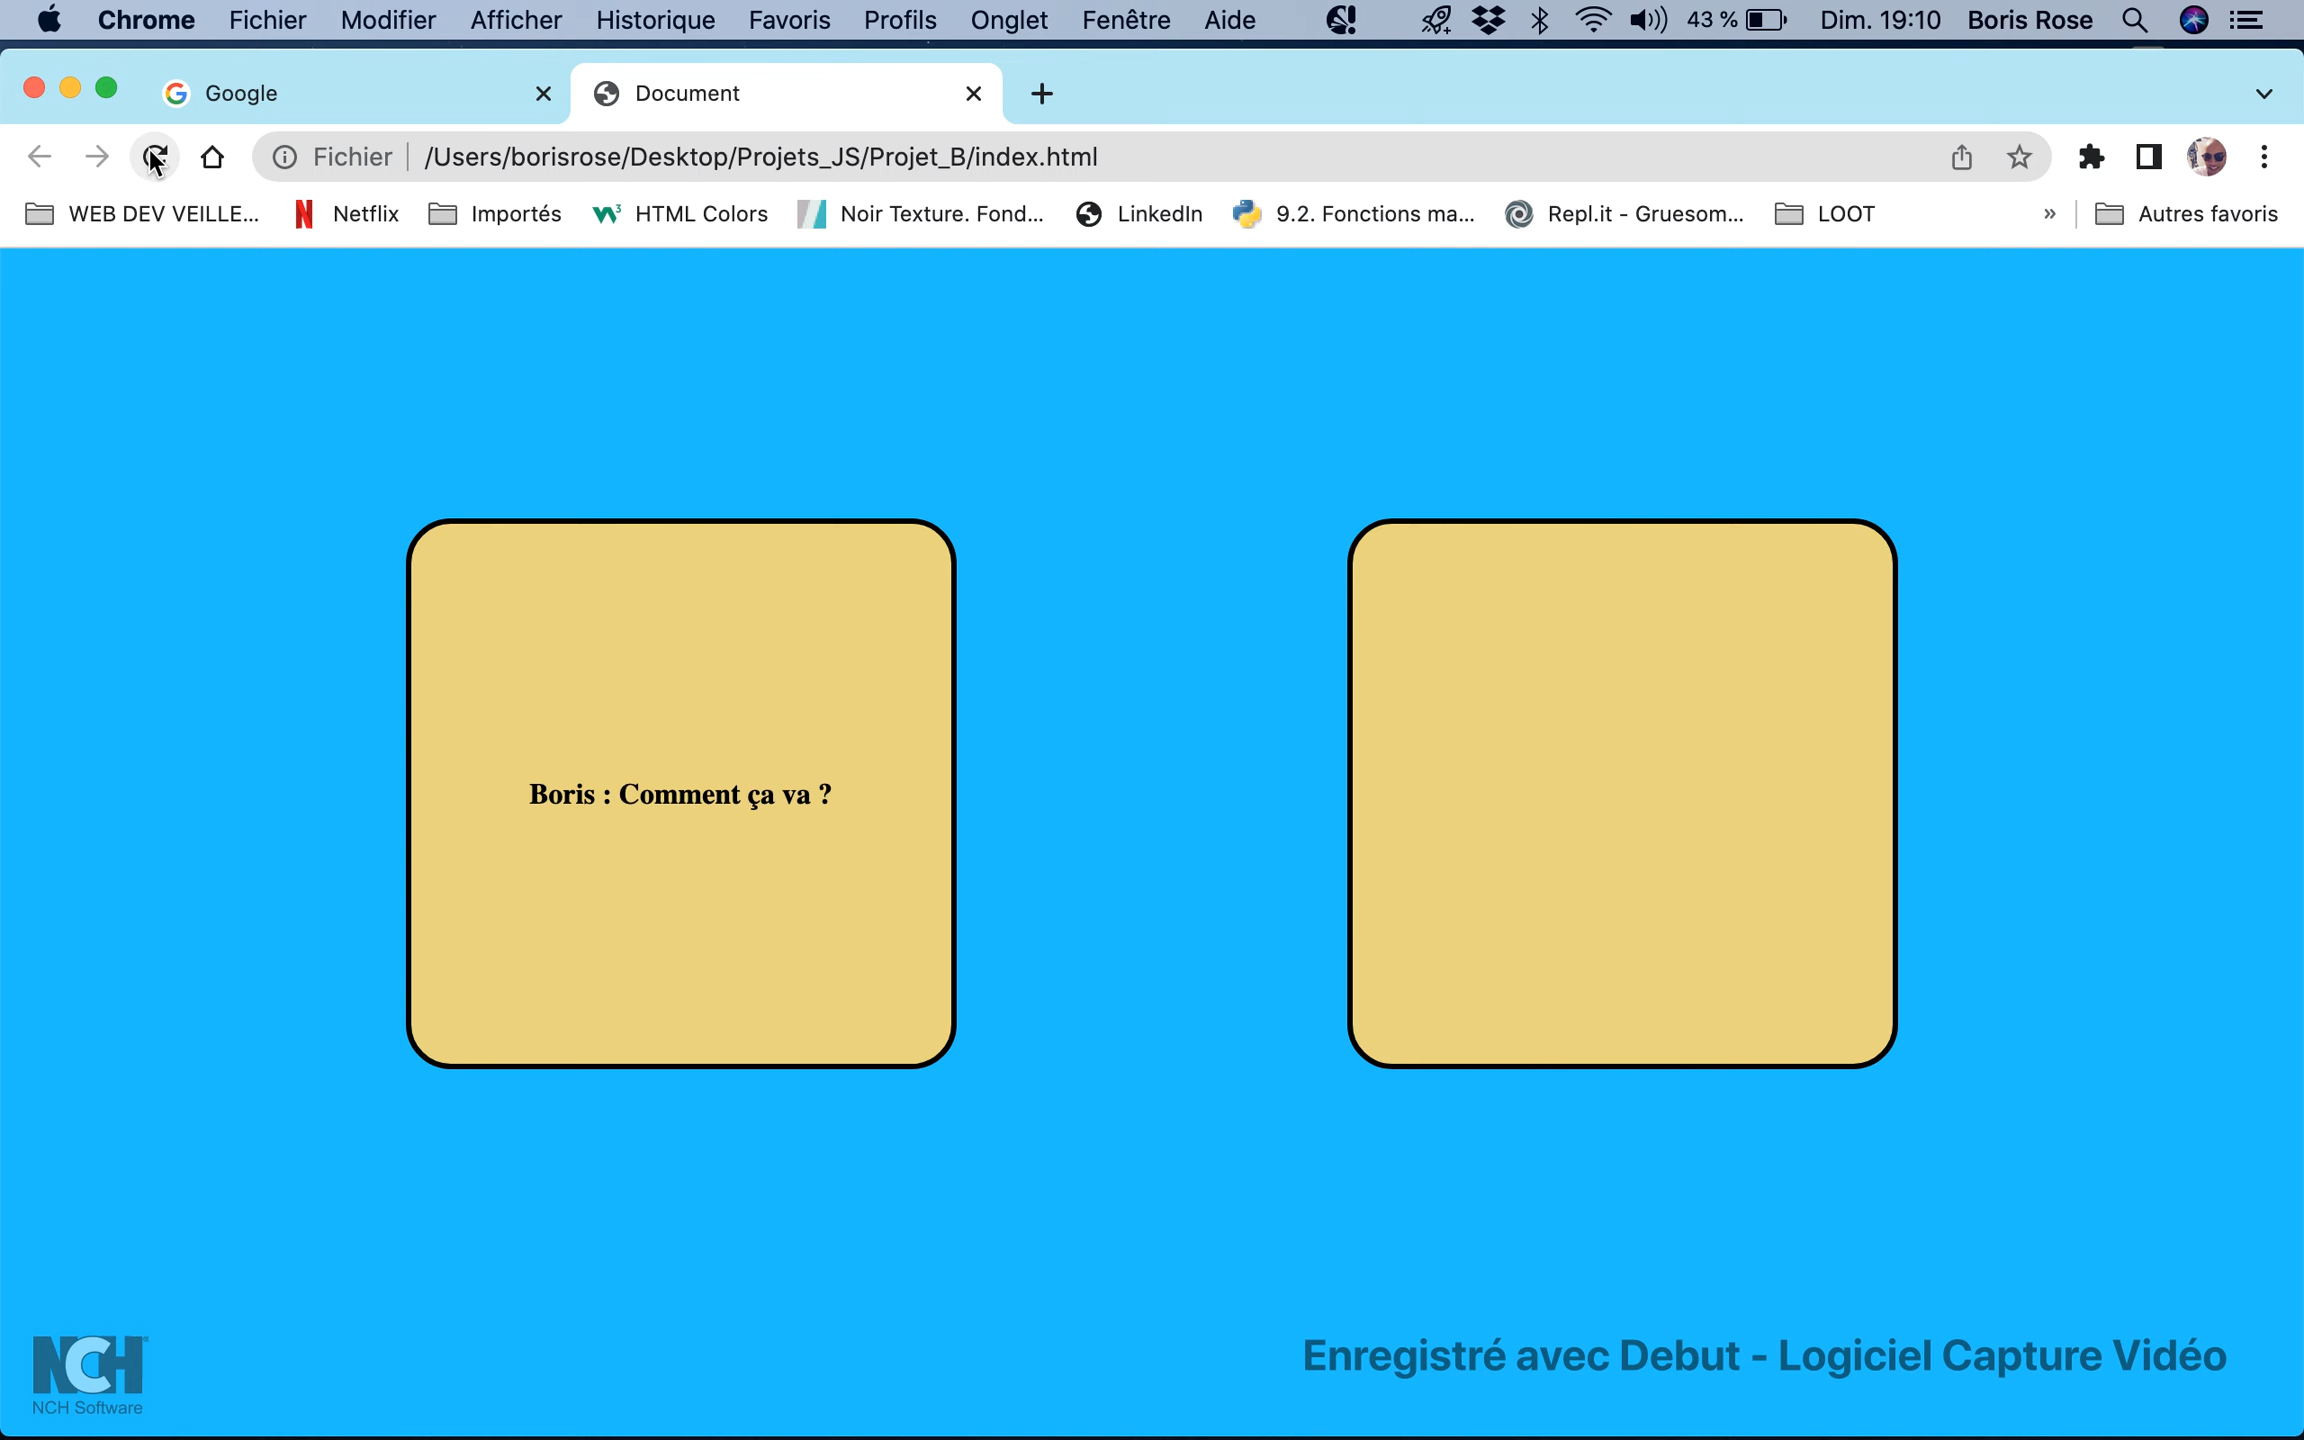 Chrome Fichier Modifier Afficher Historique Favoris Profils Onglet Fenêtre Aide 43 % Dim. 19:10 Boris Rose
Google Document
Fichier /Users/borisrose/Desktop/Projets_JS/Projet_B/index.html
WEB DEV VEILLE... Netflix Importés HTML Colors Noir Texture. Fond... LinkedIn 9.2. Fonctions ma... Repl.it - Gruesom... LOOT » Autres favoris
Boris : Comment ça va ?
NCH
NCH Software
Enregistré avec Debut - Logiciel Capture Vidéo